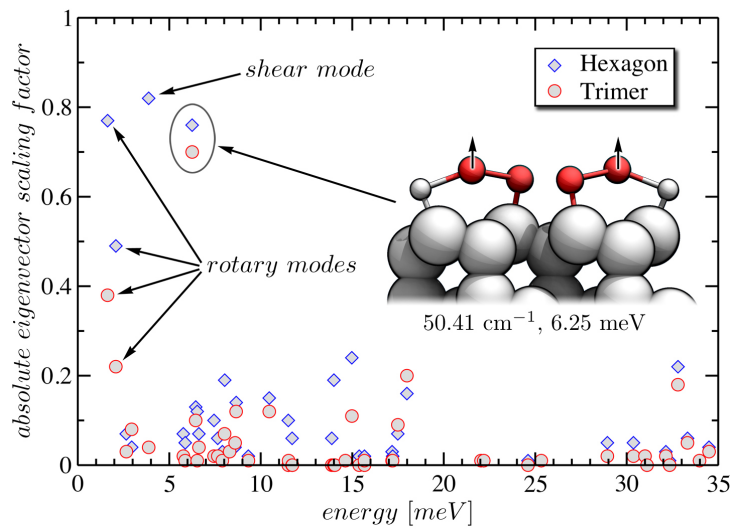 1
0.8
0.6
0.4
0.2
0
absolute eigenvector scaling factor
shear mode
Hexagon
Trimer
rotary modes
50.41 cm⁻¹, 6.25 meV
0 5 10 15 20 25 30 35
energy [meV]